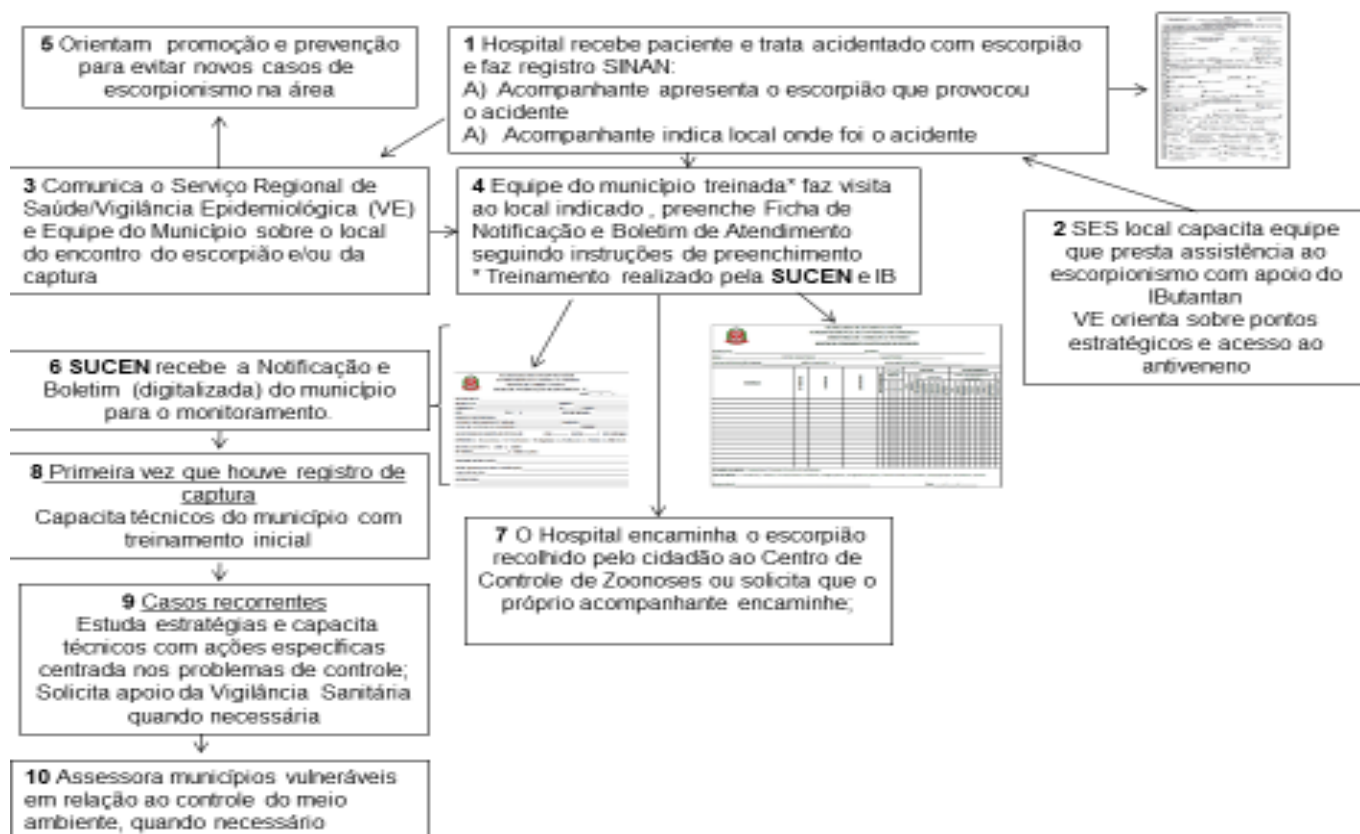 5 Orientam promoção e prevenção
para evitar novos casos de
escorpionismo na área
1 Hospital recebe paciente e trata acidentado com escorpião
e faz registro SINAN:
A) Acompanhante apresenta o escorpião que provocou
o acidente
A) Acompanhante indica local onde foi o acidente
3 Comunica o Serviço Regional de
Saúde/Vigilância Epidemiológica (VE)
e Equipe do Município sobre o local
do encontro do escorpião e/ou da
captura
4 Equipe do município treinada* faz visita
ao local indicado , preenche Ficha de
Notificação e Boletim de Atendimento
seguindo instruções de preenchimento
* Treinamento realizado pela SUCEN e IB
2 SES local capacita equipe
que presta assistência ao
escorpionismo com apoio do
IButantan
VE orienta sobre pontos
estratégicos e acesso ao
antiveneno
6 SUCEN recebe a Notificação e
Boletim (digitalizada) do município
para o monitoramento.
8 Primeira vez que houve registro de
captura
Capacita técnicos do município com
treinamento inicial
7 O Hospital encaminha o escorpião
recolhido pelo cidadão ao Centro de
Controle de Zoonoses ou solicita que o
próprio acompanhante encaminhe;
9 Casos recorrentes
Estuda estratégias e capacita
técnicos com ações específicas
centrada nos problemas de controle;
Solicita apoio da Vigilância Sanitária
quando necessária
10 Assessora municípios vulneráveis
em relação ao controle do meio
ambiente, quando necessário